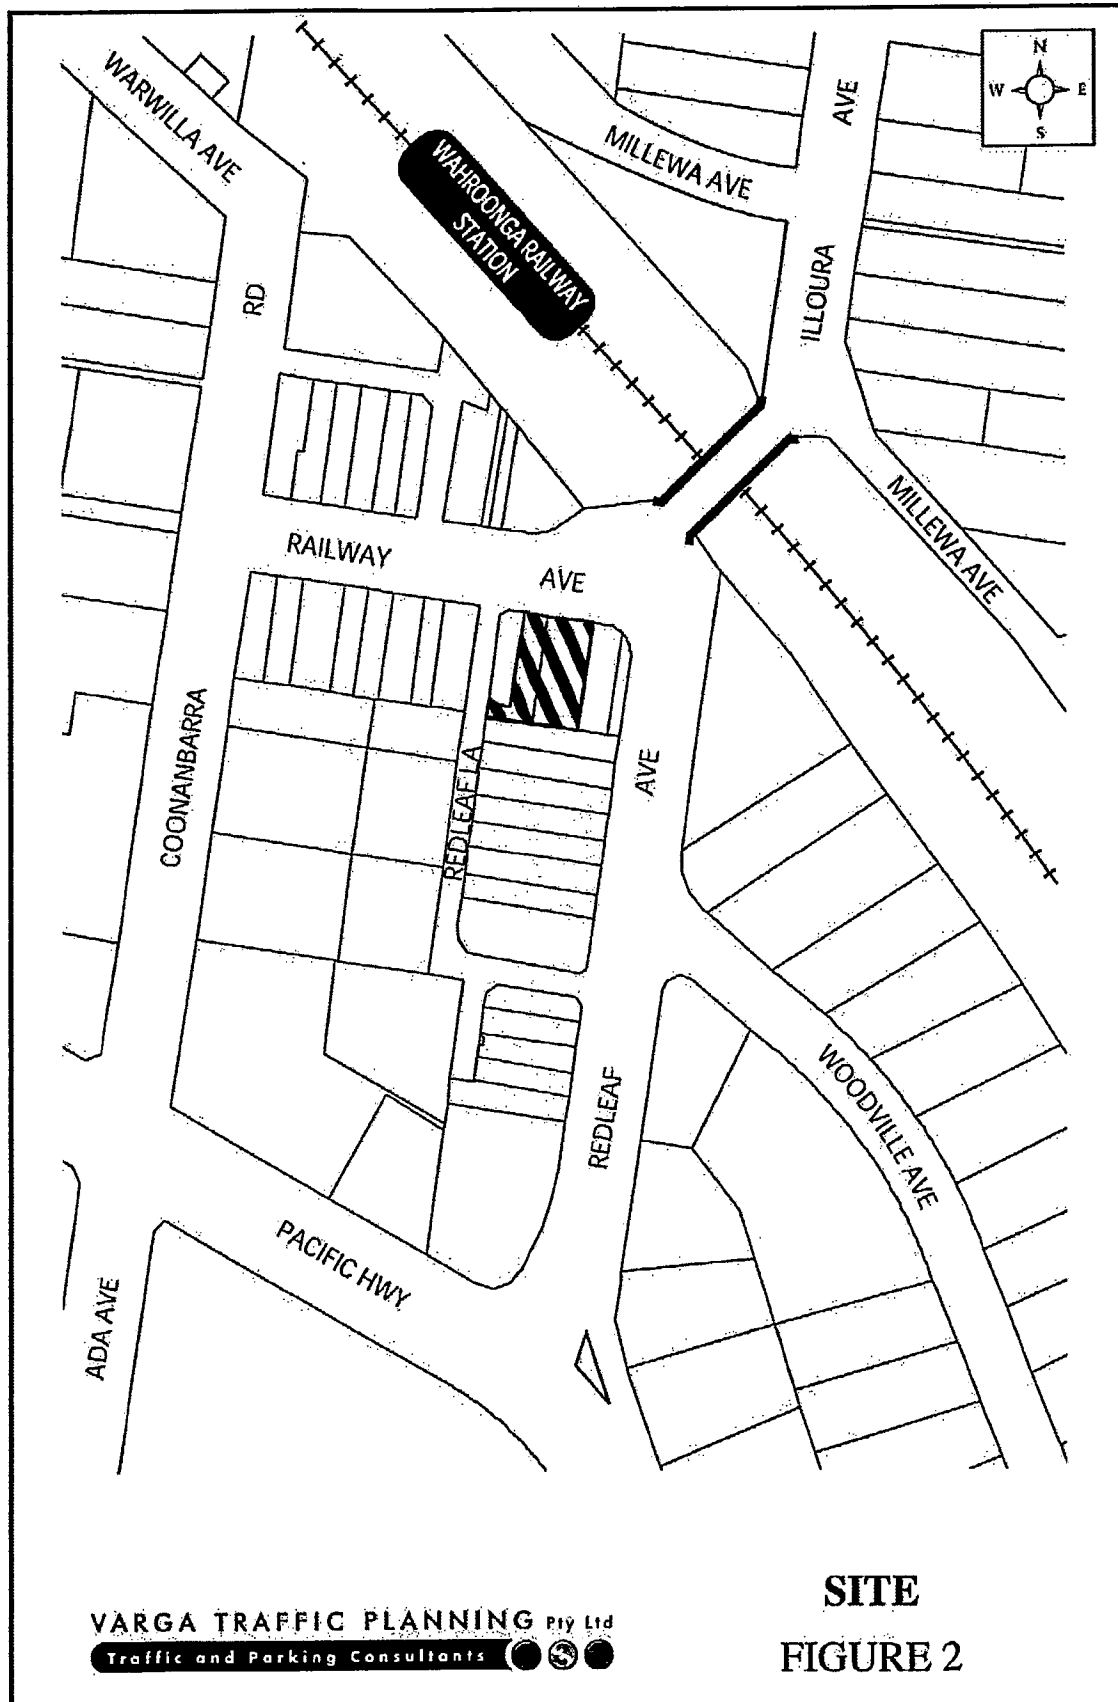 N
W E
S
WARWILLA AVE
WAHROONGA RAILWAY
STATION
MILLEWA AVE
AVE
ILLOURA
RD
MILLEWA AVE
RAILWAY
AVE
COONANBARRA
REDLEAF LA
AVE
REDLEAF
WOODVILLE AVE
PACIFIC HWY
ADA AVE
SITE
FIGURE 2
VARGA TRAFFIC PLANNING Pty Ltd
Traffic and Parking Consultants